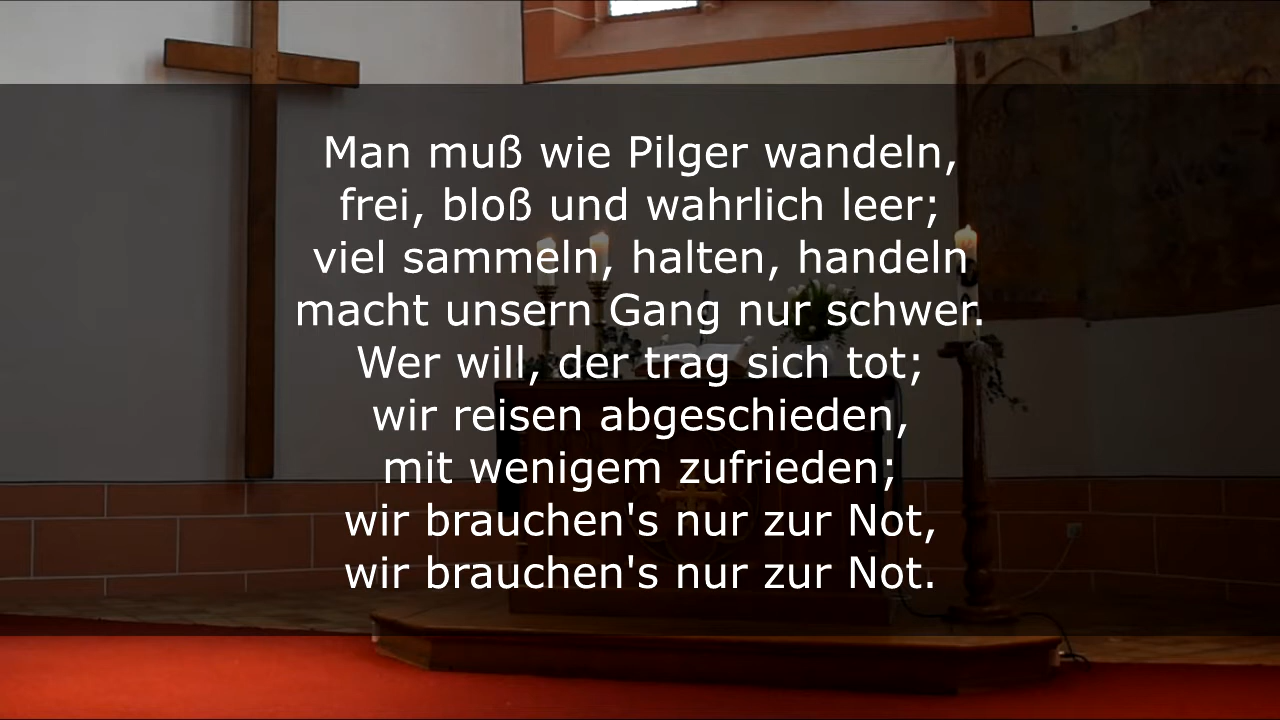 Man muß wie Pilger wandeln,
frei, bloß und wahrlich leer;
viel sammeln, halten, handeln
macht unsern Gang nur schwer.
Wer will, der trag sich tot;
wir reisen abgeschieden,
mit wenigem zufrieden;
wir brauchen's nur zur Not,
wir brauchen's nur zur Not.